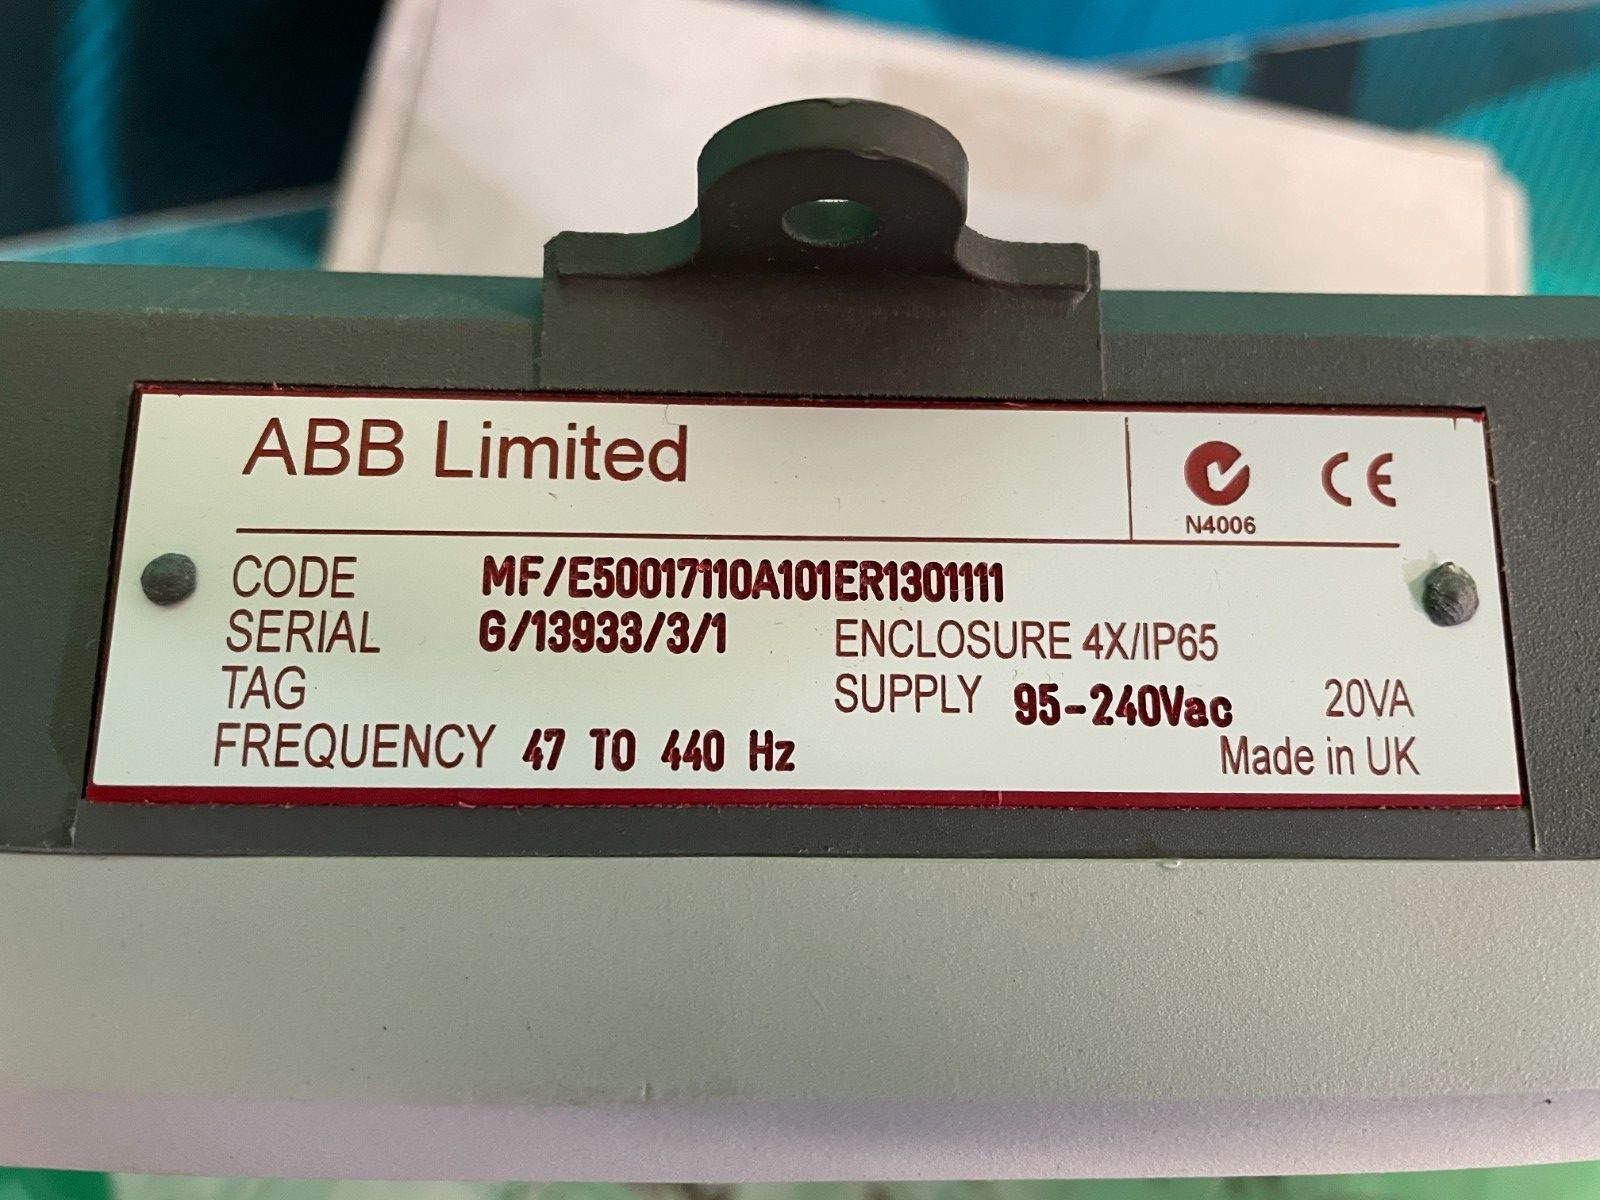 ABB Limited
N4006
CE
CODE MF/E50017110A101ER1301111
SERIAL G/13933/3/1 ENCLOSURE 4X/IP65
TAG SUPPLY 95-240Vac 20VA
FREQUENCY 47 TO 440 Hz Made in UK